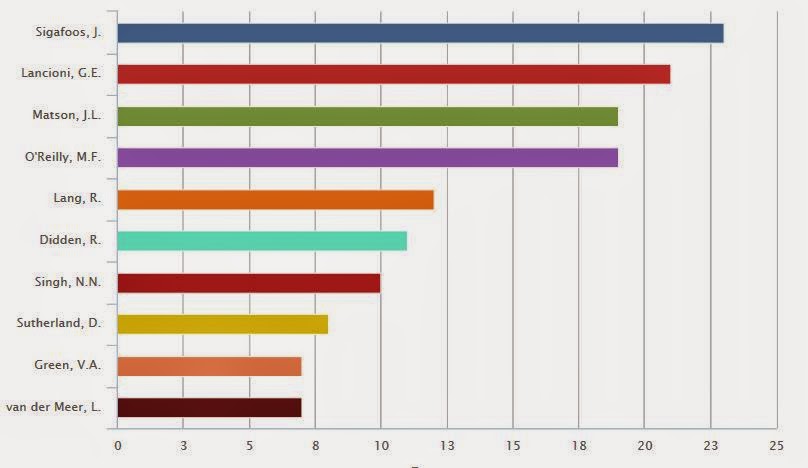 Sigafoos, J.
Lancioni, G.E.
Matson, J.L.
O'Reilly, M.F.
Lang, R.
Didden, R.
Singh, N.N.
Sutherland, D.
Green, V.A.
van der Meer, L.
0 3 5 8 10 13 15 18 20 23 25